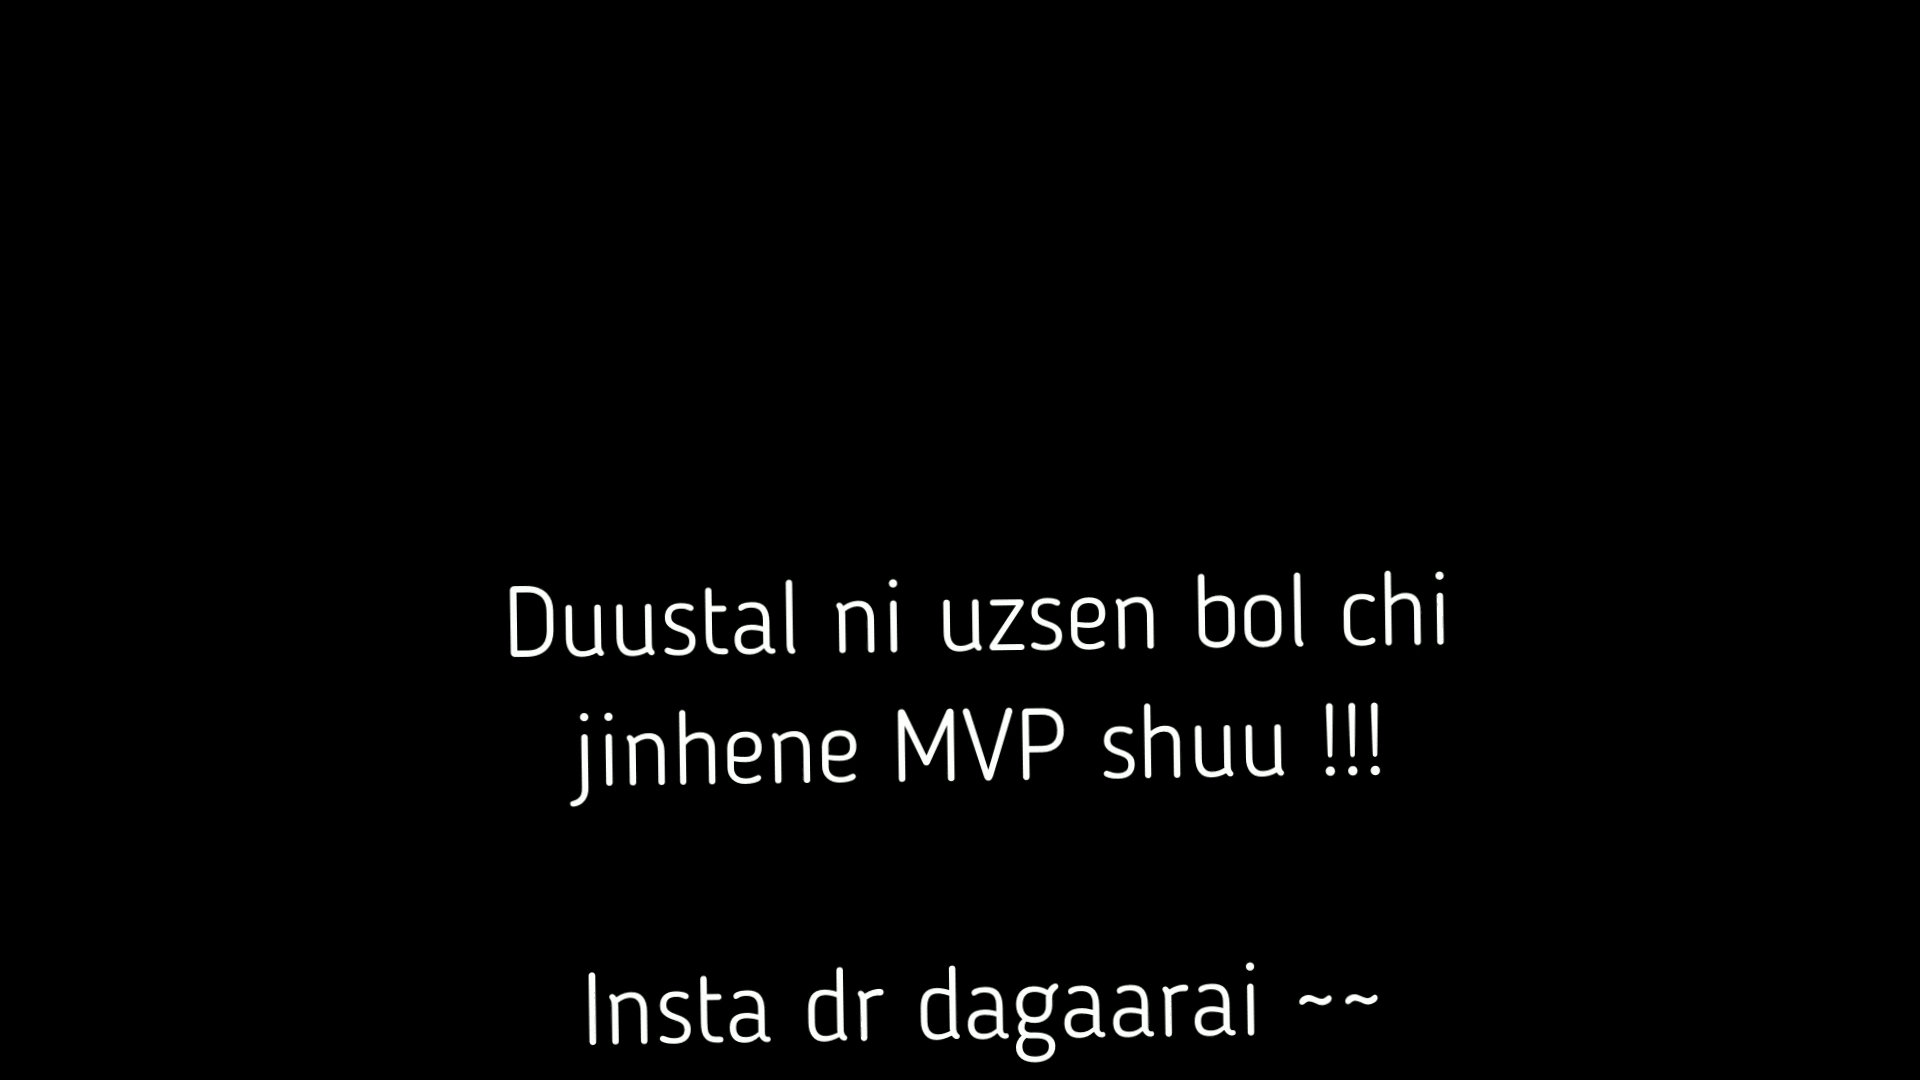 Duustal ni uzsen bol chi
jinhene MVP shuu !!!
Insta dr dagaarai ~~